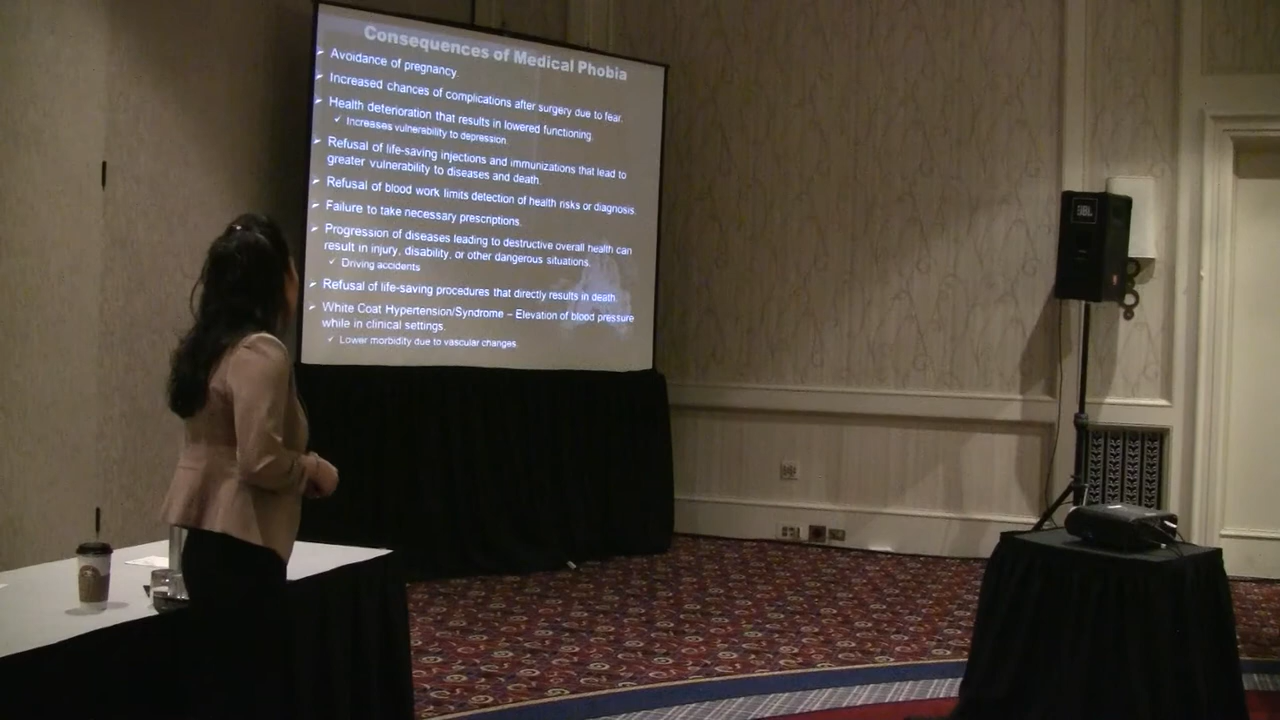 Consequences of Medical Phobia
Avoidance of pregnancy.
Increased chances of complications after surgery due to fear.
Health deterioration that results in lowered functioning.
Increases vulnerability to depression.
Refusal of life-saving injections and immunizations that lead to
greater vulnerability to diseases and death.
Refusal of blood work limits detection of health risks or diagnosis.
Failure to take necessary prescriptions.
Progression of diseases leading to destructive overall health can
result in injury, disability, or other dangerous situations.
Driving accidents
Refusal of life-saving procedures that directly results in death.
White Coat Hypertension/Syndrome – Elevation of blood pressure
while in clinical settings.
Lower morbidity due to vascular changes.
JBL